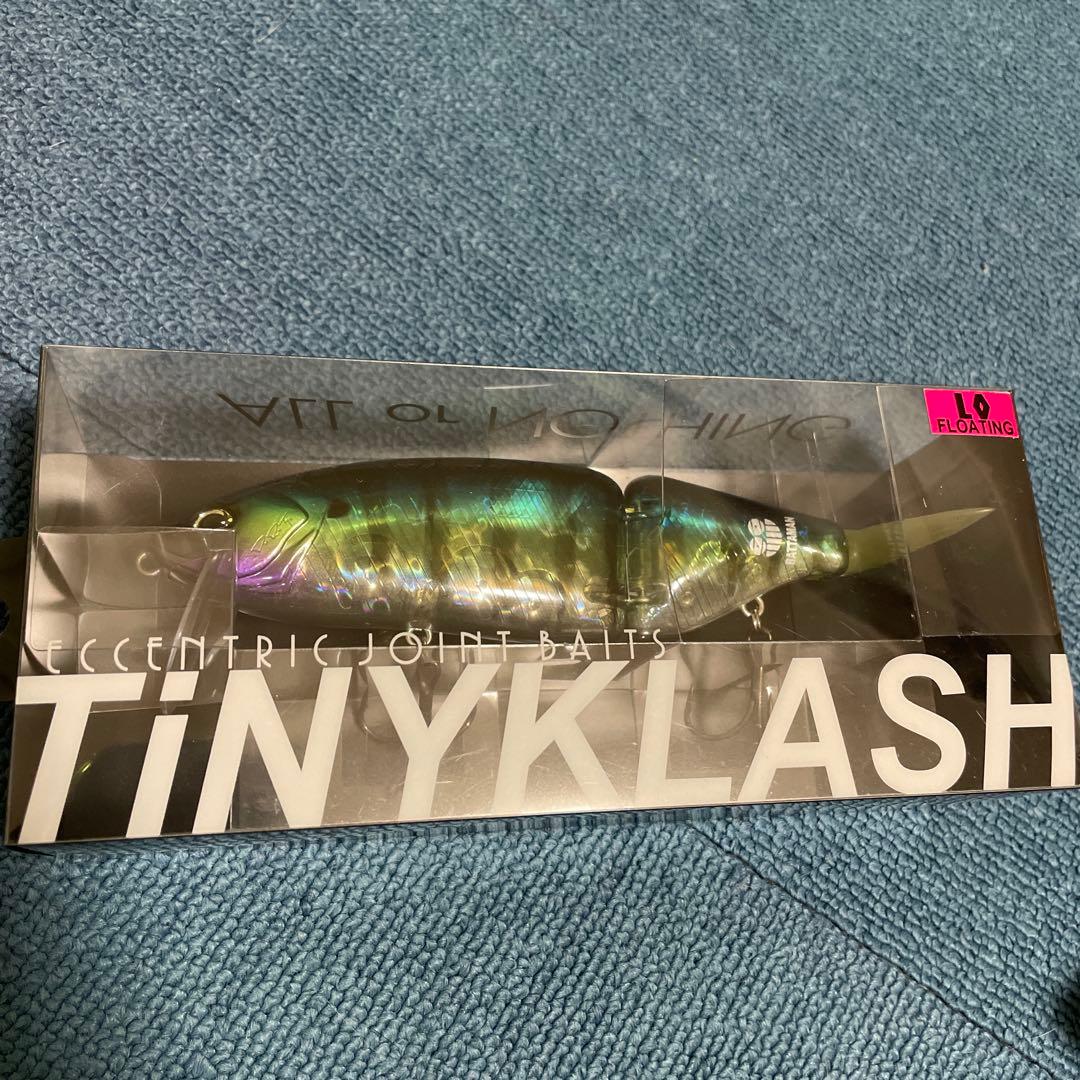 ALL or NOTHING
LO
FLOATING
ECCENTRIC JOINT BAITS
TiNYKLASH